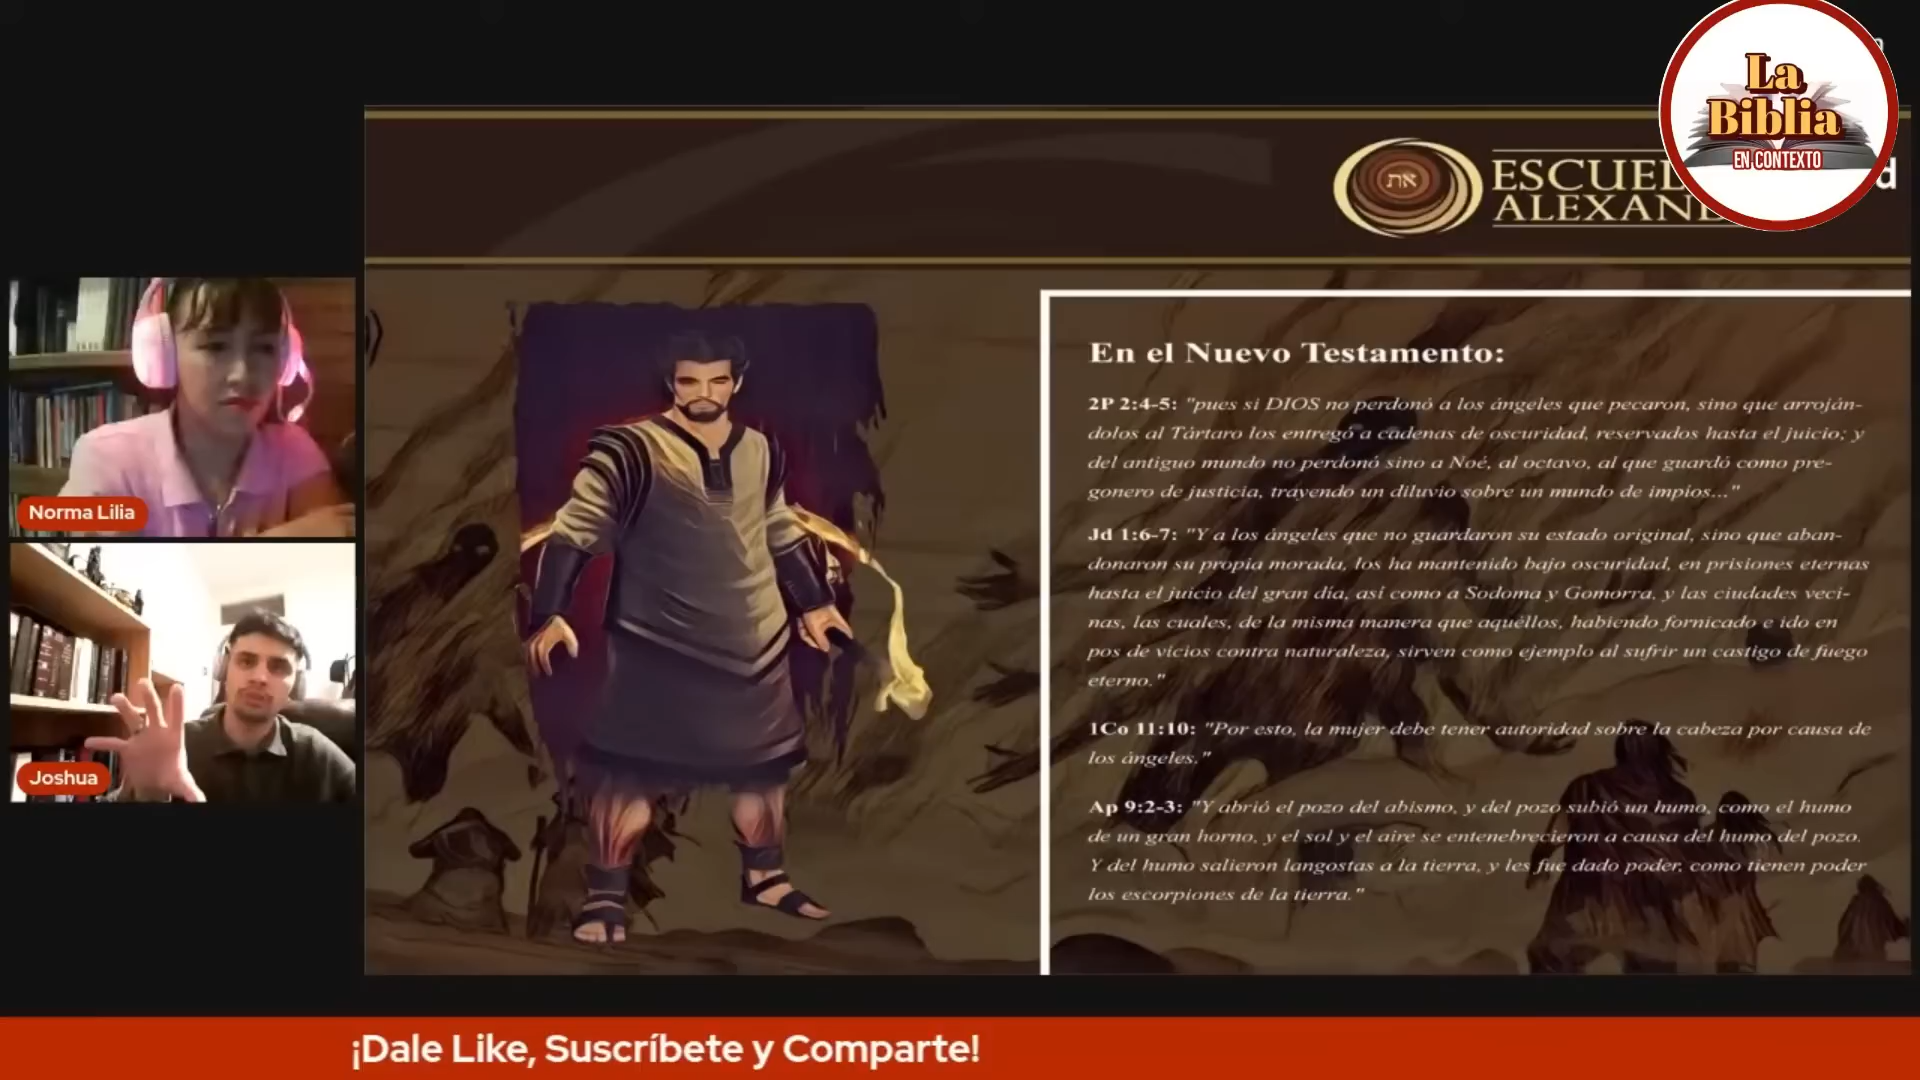 La
Biblia
EN CONTEXTO
את
ESCUEL
ALEXAN
d
En el Nuevo Testamento:
2P 2:4-5: "pues si DIOS no perdonó a los ángeles que pecaron, sino que arroján-
dolos al Tártaro los entregó a cadenas de oscuridad, reservados hasta el juicio; y
del antiguo mundo no perdonó sino a Noé, al octavo, al que guardó como pre-
gonero de justicia, trayendo un diluvio sobre un mundo de impíos..."
Jd 1:6-7: "Y a los ángeles que no guardaron su estado original, sino que aban-
donaron su propia morada, los ha mantenido bajo oscuridad, en prisiones eternas
hasta el juicio del gran día, así como a Sodoma y Gomorra, y las ciudades veci-
nas, las cuales, de la misma manera que aquéllos, habiendo fornicado e ido en
pos de vicios contra naturaleza, sirven como ejemplo al sufrir un castigo de fuego
eterno."
1Co 11:10: "Por esto, la mujer debe tener autoridad sobre la cabeza por causa de
los ángeles."
Ap 9:2-3: "Y abrió el pozo del abismo, y del pozo subió un humo, como el humo
de un gran horno, y el sol y el aire se entenebrecieron a causa del humo del pozo.
Y del humo salieron langostas a la tierra, y les fue dado poder, como tienen poder
los escorpiones de la tierra."
Norma Lilia
Joshua
¡Dale Like, Suscríbete y Comparte!